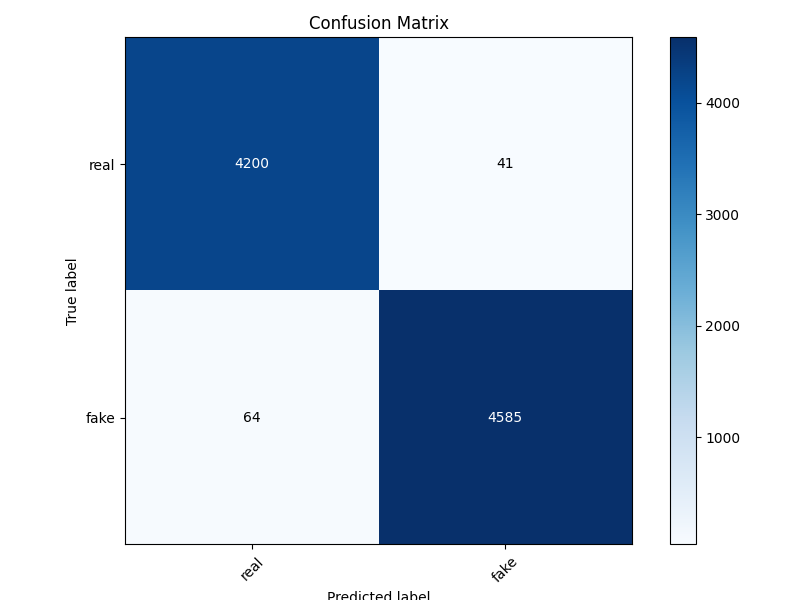 Confusion Matrix
4000
real
4200
41
3000
True label
2000
fake
64
4585
1000
real
fake
Predicted label